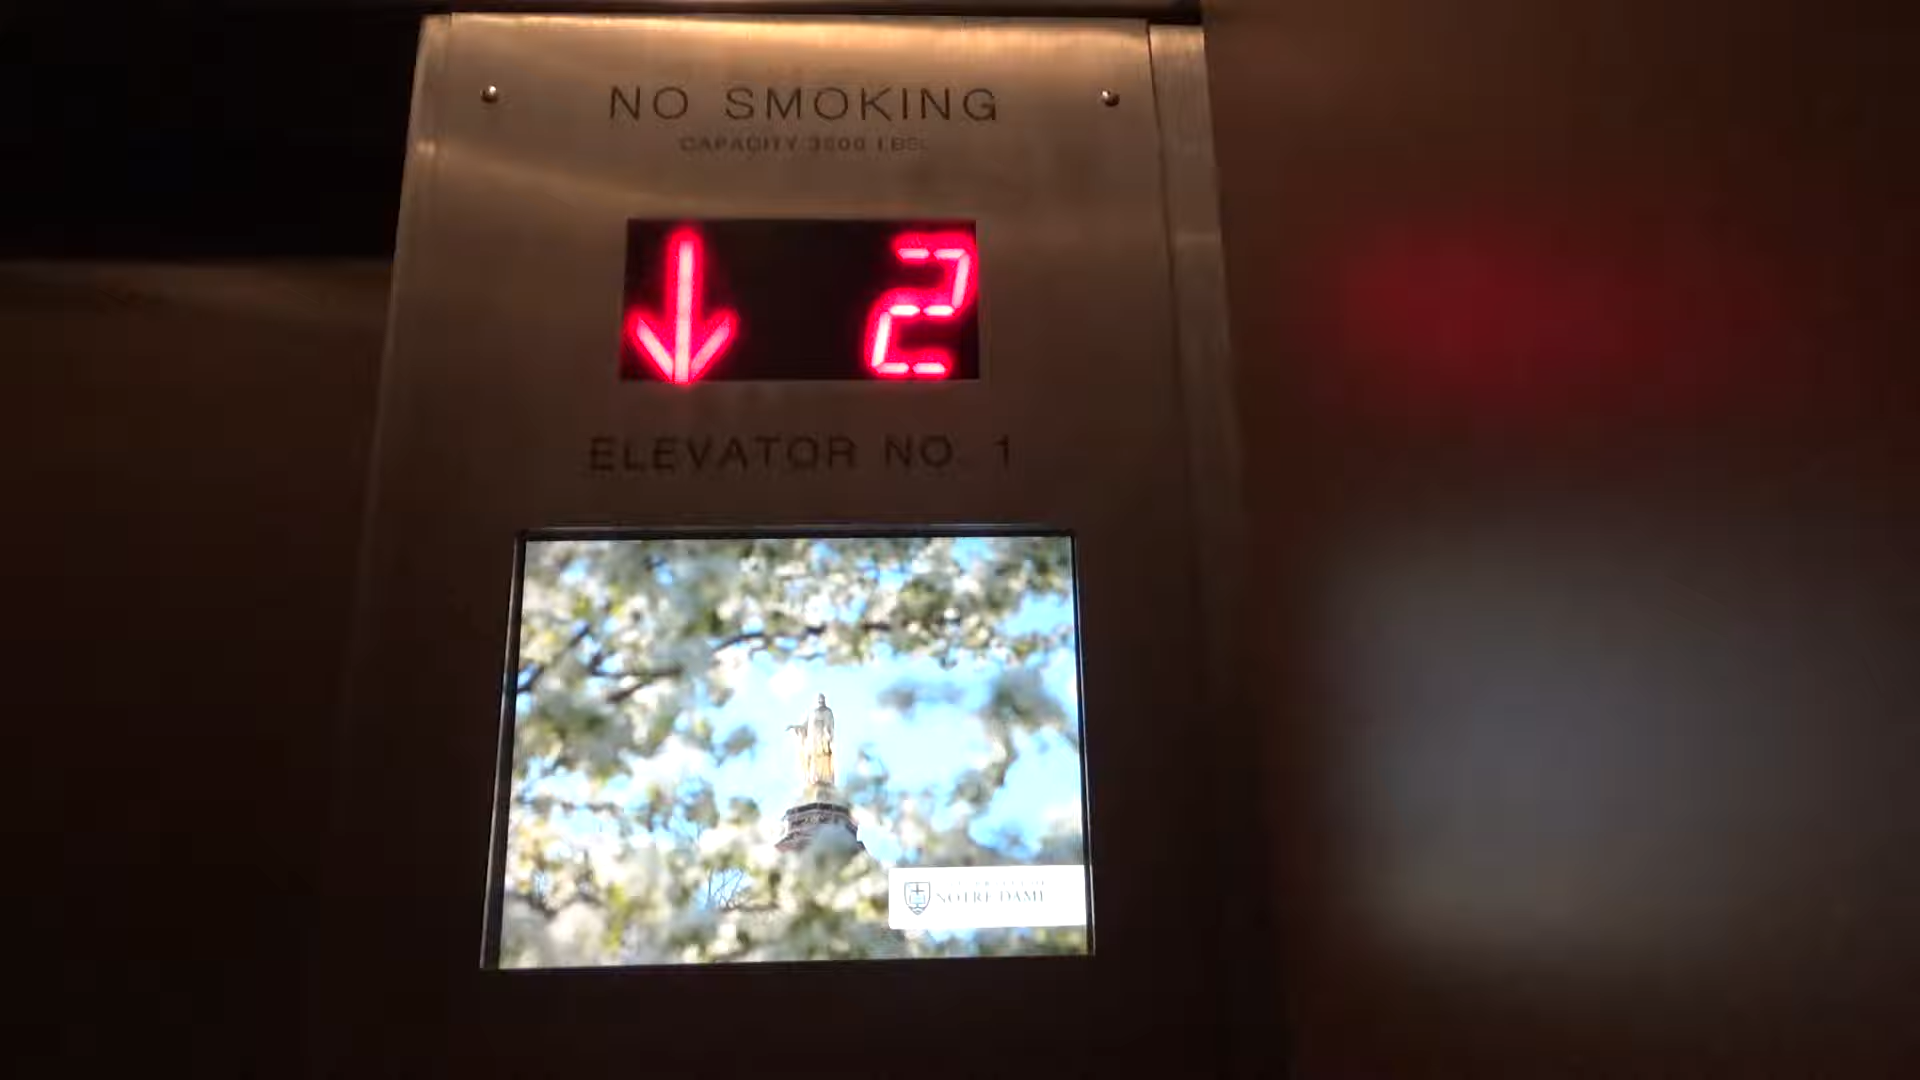 NO SMOKING
CAPACITY 3500 LBS.
2
ELEVATOR NO. 1
NOTRE DAME